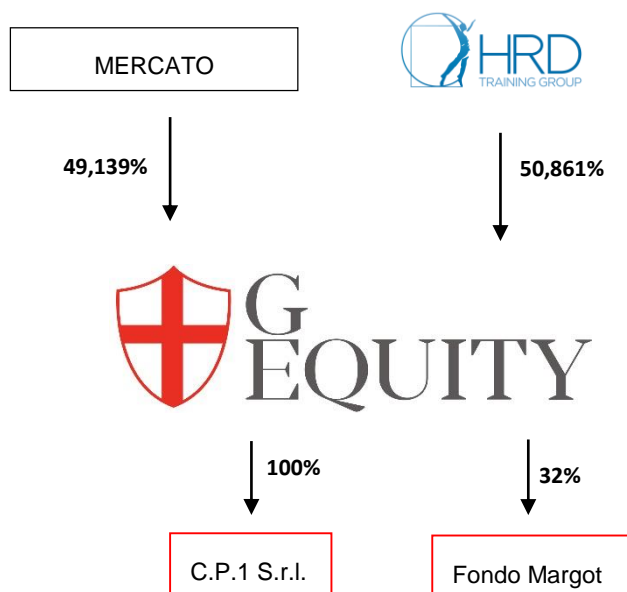 MERCATO
HRD
TRAINING GROUP
49,139%
50,861%
G
EQUITY
100%
32%
C.P.1 S.r.l.
Fondo Margot